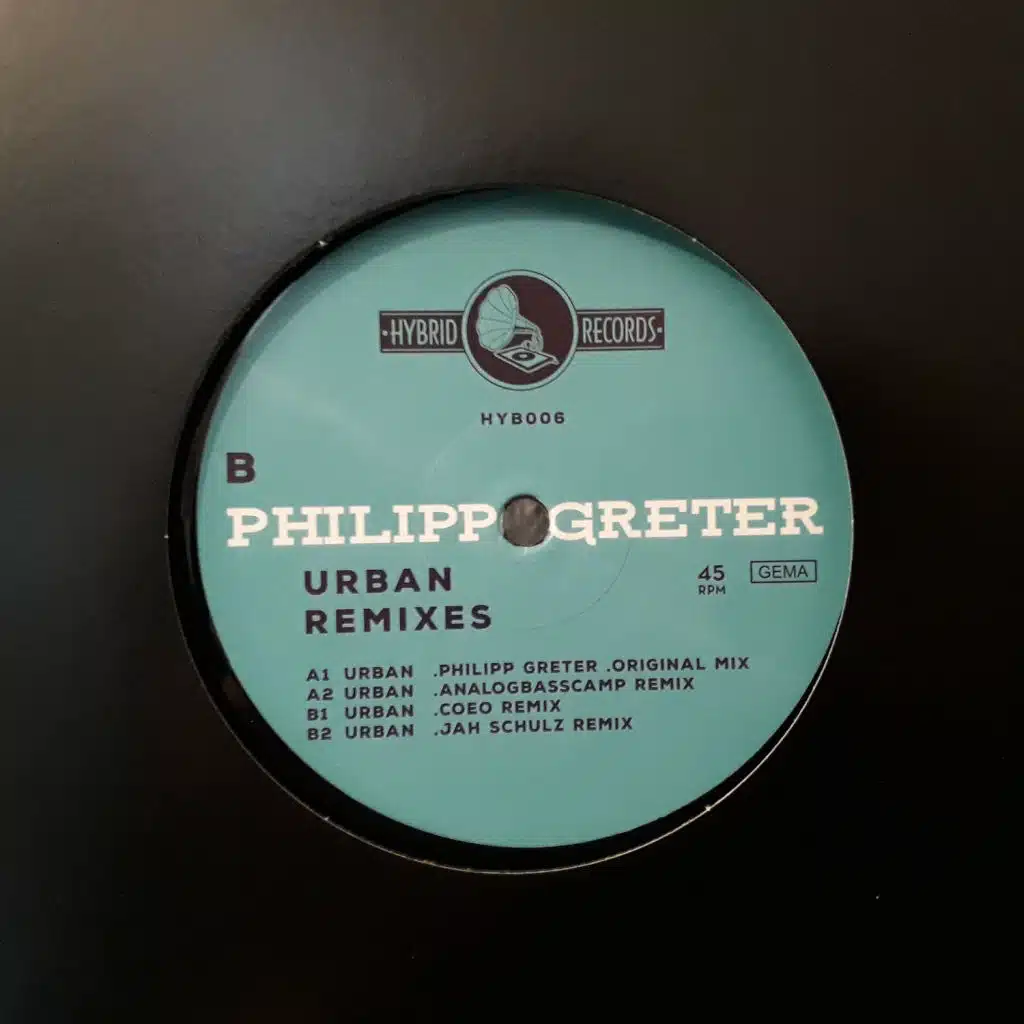 ·HYBRID RECORDS·
HYB006
B
PHILIPP GRETER
URBAN
REMIXES
45
RPM
GEMA
A1 URBAN .PHILIPP GRETER .ORIGINAL MIX
A2 URBAN .ANALOGBASSCAMP REMIX
B1 URBAN .COEO REMIX
B2 URBAN .JAH SCHULZ REMIX